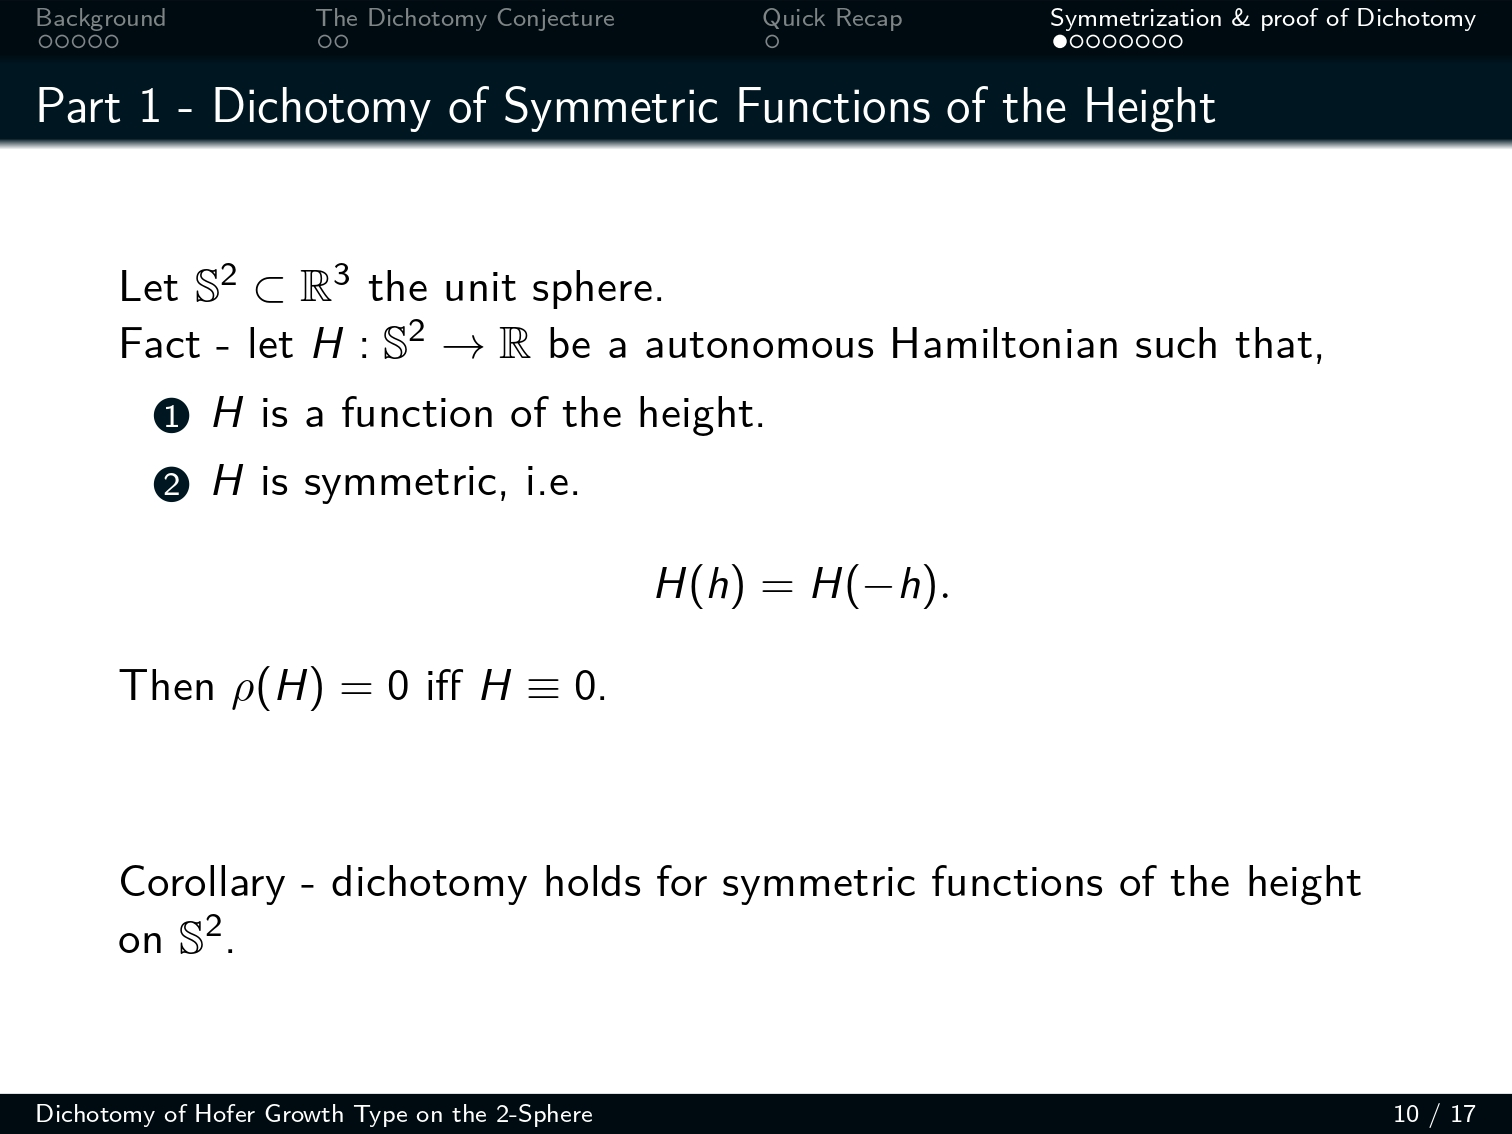 Background The Dichotomy Conjecture Quick Recap Symmetrization & proof of Dichotomy
Part 1 - Dichotomy of Symmetric Functions of the Height
Let 𝕊² ⊂ ℝ³ the unit sphere.
Fact - let H : 𝕊² → ℝ be a autonomous Hamiltonian such that,
1 H is a function of the height.
2 H is symmetric, i.e.
H(h) = H(−h).
Then ρ(H) = 0 iff H ≡ 0.
Corollary - dichotomy holds for symmetric functions of the height
on 𝕊².
Dichotomy of Hofer Growth Type on the 2-Sphere 10 / 17